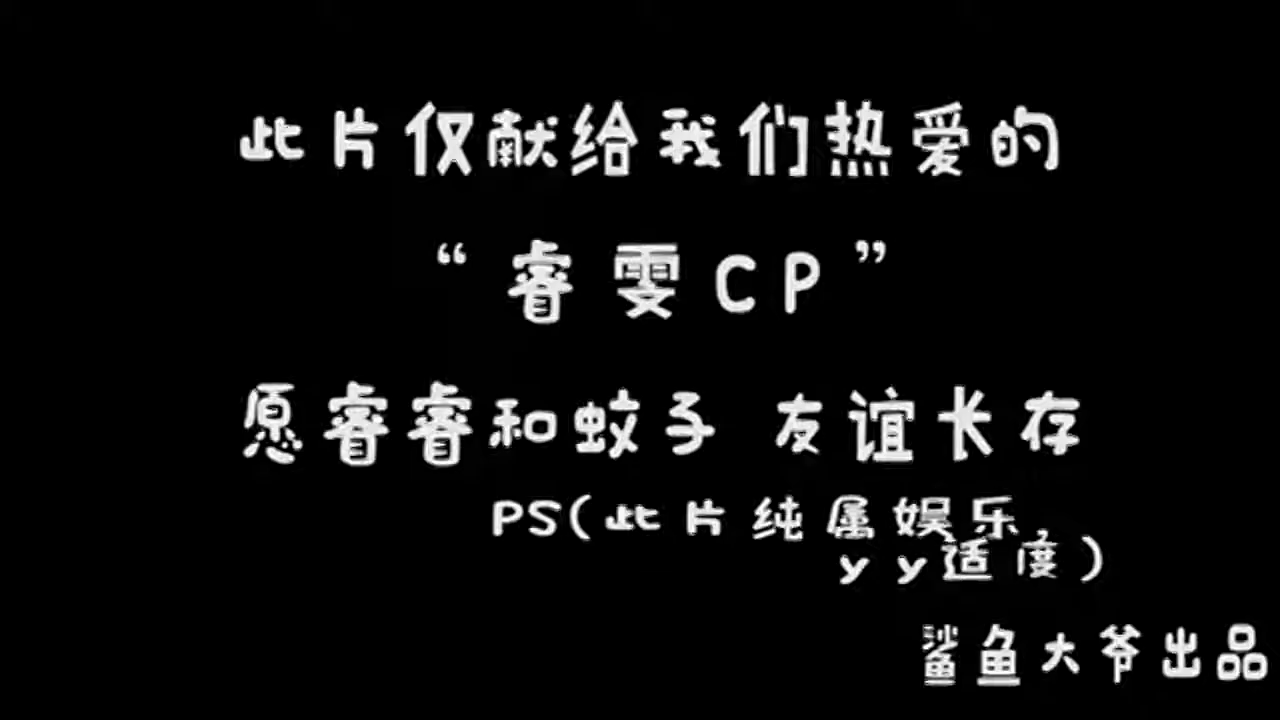 此片仅献给我们热爱的
“睿雯CP”
愿睿睿和蚊子 友谊长存
PS(此片纯属娱乐,
yy适度)
鲨鱼大爷出品